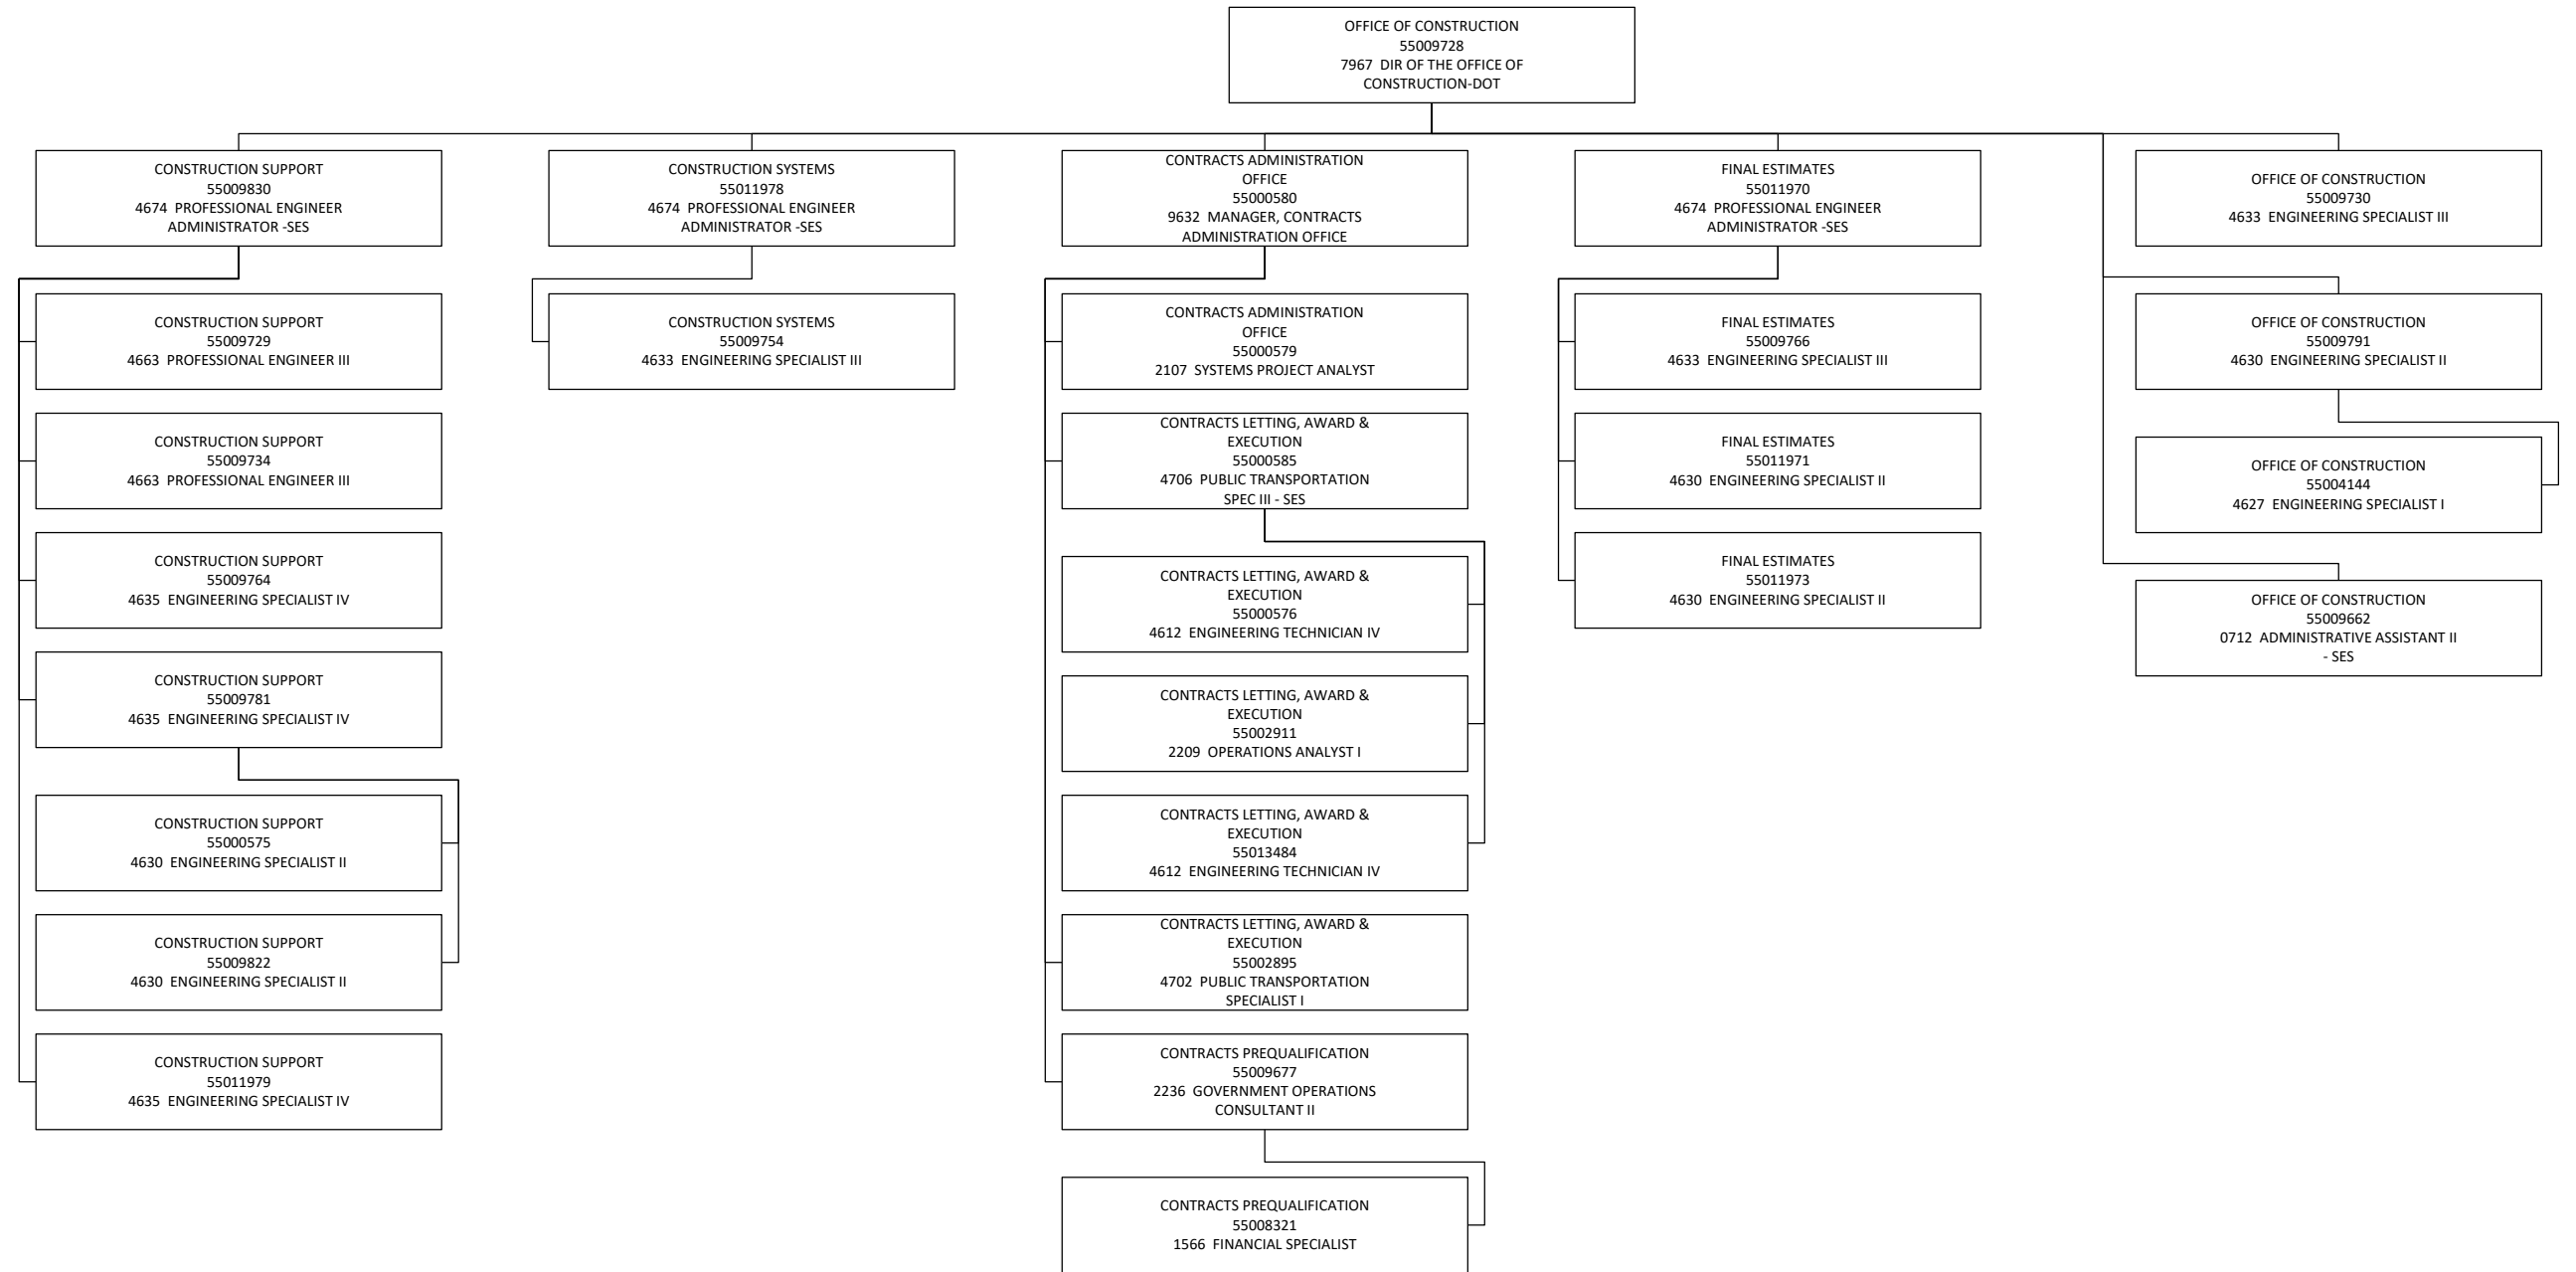 OFFICE OF CONSTRUCTION
55009728
7967 DIR OF THE OFFICE OF
CONSTRUCTION-DOT
CONSTRUCTION SUPPORT
55009830
4674 PROFESSIONAL ENGINEER
ADMINISTRATOR -SES
CONSTRUCTION SUPPORT
55009729
4663 PROFESSIONAL ENGINEER III
CONSTRUCTION SUPPORT
55009734
4663 PROFESSIONAL ENGINEER III
CONSTRUCTION SUPPORT
55009764
4635 ENGINEERING SPECIALIST IV
CONSTRUCTION SUPPORT
55009781
4635 ENGINEERING SPECIALIST IV
CONSTRUCTION SUPPORT
55000575
4630 ENGINEERING SPECIALIST II
CONSTRUCTION SUPPORT
55009822
4630 ENGINEERING SPECIALIST II
CONSTRUCTION SUPPORT
55011979
4635 ENGINEERING SPECIALIST IV
CONSTRUCTION SYSTEMS
55011978
4674 PROFESSIONAL ENGINEER
ADMINISTRATOR -SES
CONSTRUCTION SYSTEMS
55009754
4633 ENGINEERING SPECIALIST III
CONTRACTS ADMINISTRATION
OFFICE
55000580
9632 MANAGER, CONTRACTS
ADMINISTRATION OFFICE
CONTRACTS ADMINISTRATION
OFFICE
55000579
2107 SYSTEMS PROJECT ANALYST
CONTRACTS LETTING, AWARD &
EXECUTION
55000585
4706 PUBLIC TRANSPORTATION
SPEC III - SES
CONTRACTS LETTING, AWARD &
EXECUTION
55000576
4612 ENGINEERING TECHNICIAN IV
CONTRACTS LETTING, AWARD &
EXECUTION
55002911
2209 OPERATIONS ANALYST I
CONTRACTS LETTING, AWARD &
EXECUTION
55013484
4612 ENGINEERING TECHNICIAN IV
CONTRACTS LETTING, AWARD &
EXECUTION
55002895
4702 PUBLIC TRANSPORTATION
SPECIALIST I
CONTRACTS PREQUALIFICATION
55009677
2236 GOVERNMENT OPERATIONS
CONSULTANT II
CONTRACTS PREQUALIFICATION
55008321
1566 FINANCIAL SPECIALIST
FINAL ESTIMATES
55011970
4674 PROFESSIONAL ENGINEER
ADMINISTRATOR -SES
FINAL ESTIMATES
55009766
4633 ENGINEERING SPECIALIST III
FINAL ESTIMATES
55011971
4630 ENGINEERING SPECIALIST II
FINAL ESTIMATES
55011973
4630 ENGINEERING SPECIALIST II
OFFICE OF CONSTRUCTION
55009730
4633 ENGINEERING SPECIALIST III
OFFICE OF CONSTRUCTION
55009791
4630 ENGINEERING SPECIALIST II
OFFICE OF CONSTRUCTION
55004144
4627 ENGINEERING SPECIALIST I
OFFICE OF CONSTRUCTION
55009662
0712 ADMINISTRATIVE ASSISTANT II
- SES